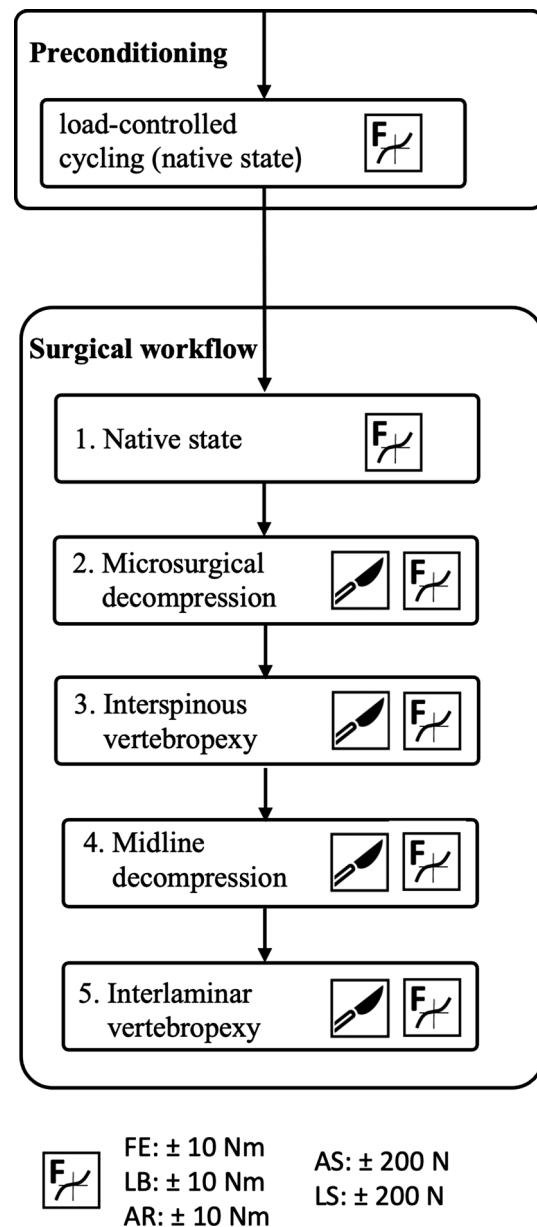 Preconditioning
load-controlled
cycling (native state)
F
Surgical workflow
1. Native state
F
2. Microsurgical
decompression
F
3. Interspinous
vertebropexy
F
4. Midline
decompression
F
5. Interlaminar
vertebropexy
F
F
FE: ± 10 Nm
LB: ± 10 Nm
AR: ± 10 Nm
AS: ± 200 N
LS: ± 200 N